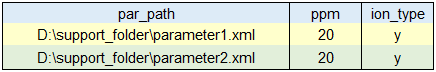 par_path ppm ion_type
D:\support_folder\parameter1.xml 20 y
D:\support_folder\parameter2.xml 20 y